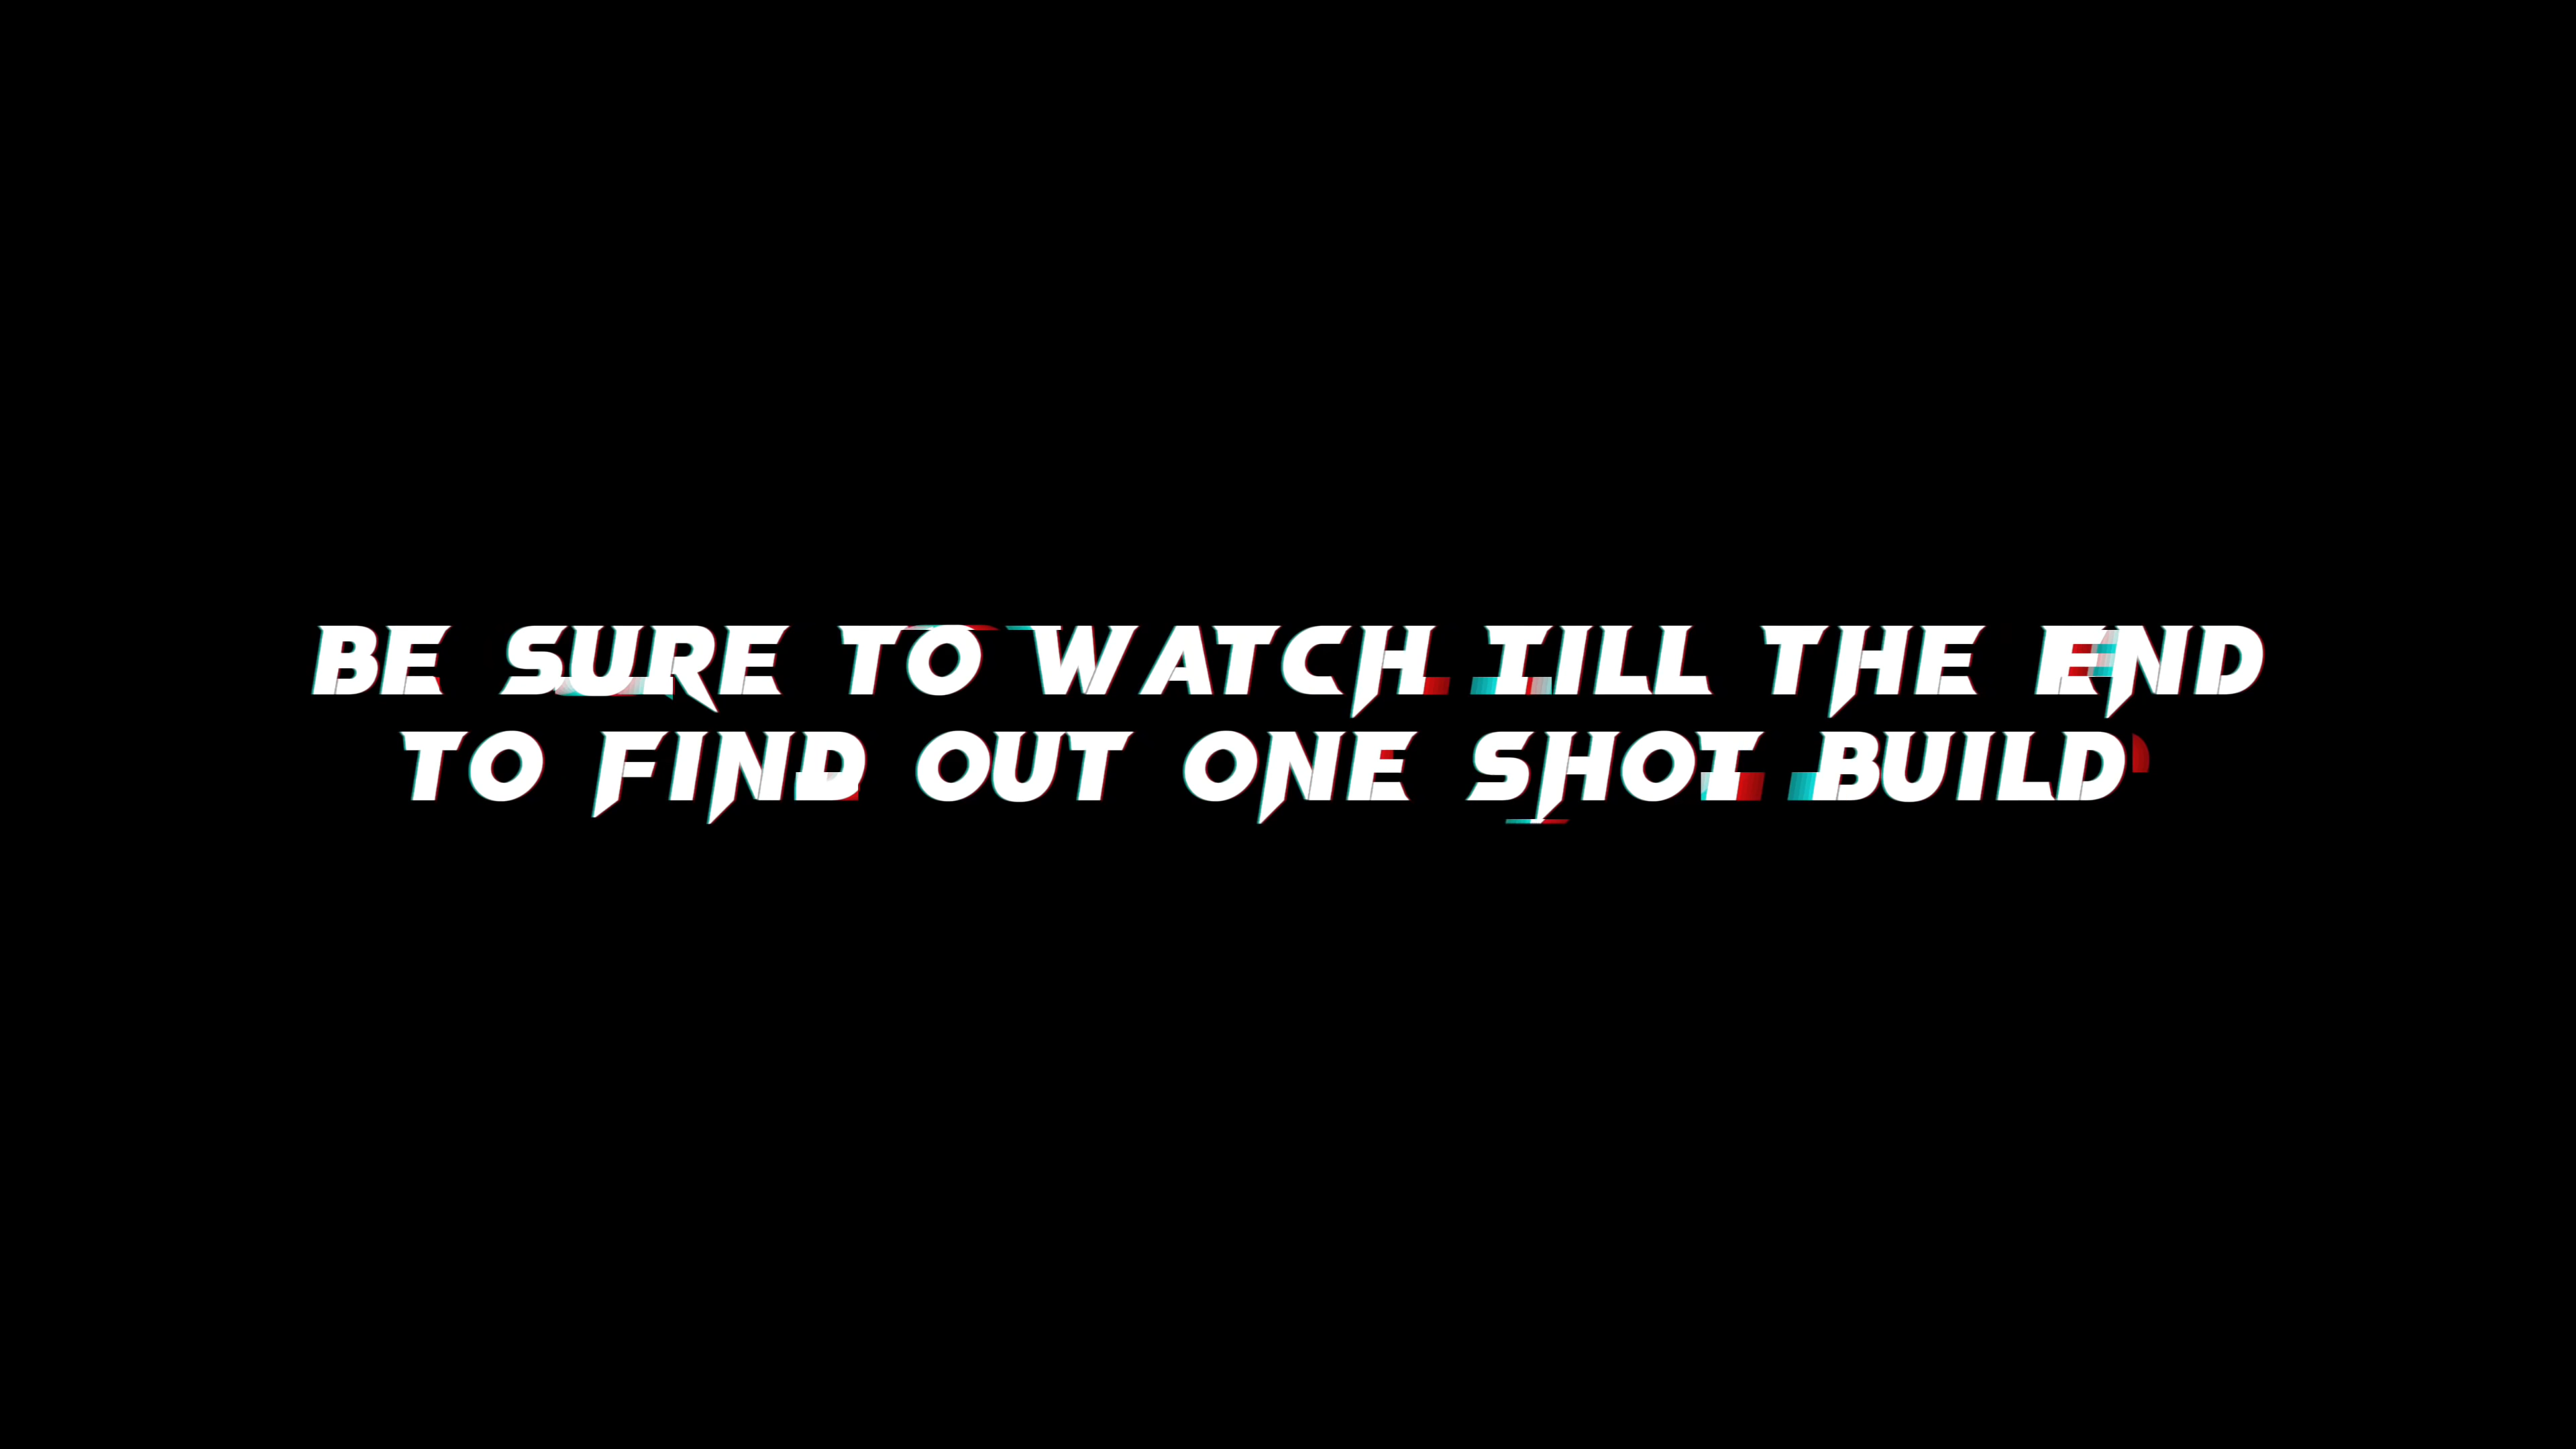 BE SURE TO WATCH TILL THE END
TO FIND OUT ONE SHOT BUILD